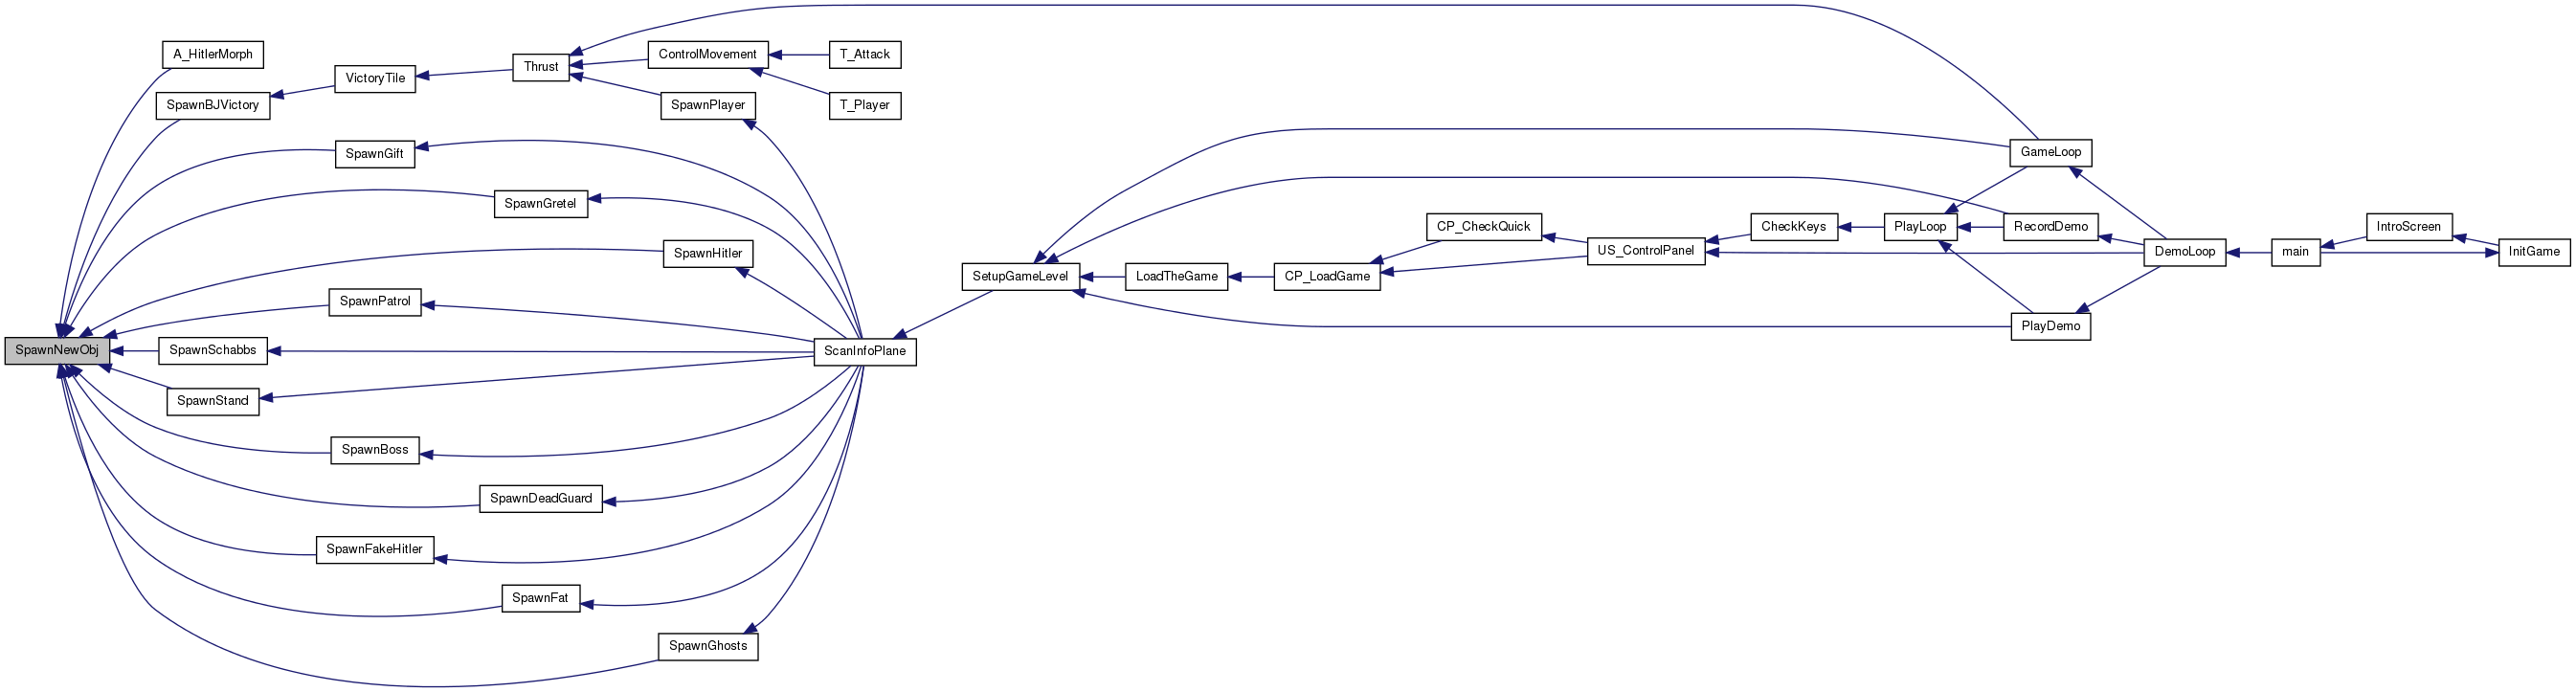 A_HitlerMorph
ControlMovement
T_Attack
Thrust
VictoryTile
SpawnBJVictory
SpawnPlayer
T_Player
SpawnGift
GameLoop
SpawnGretel
CP_CheckQuick
CheckKeys
PlayLoop
RecordDemo
IntroScreen
SpawnHitler
US_ControlPanel
DemoLoop
main
InitGame
SetupGameLevel
LoadTheGame
CP_LoadGame
SpawnPatrol
PlayDemo
SpawnNewObj
SpawnSchabbs
ScanInfoPlane
SpawnStand
SpawnBoss
SpawnDeadGuard
SpawnFakeHitler
SpawnFat
SpawnGhosts